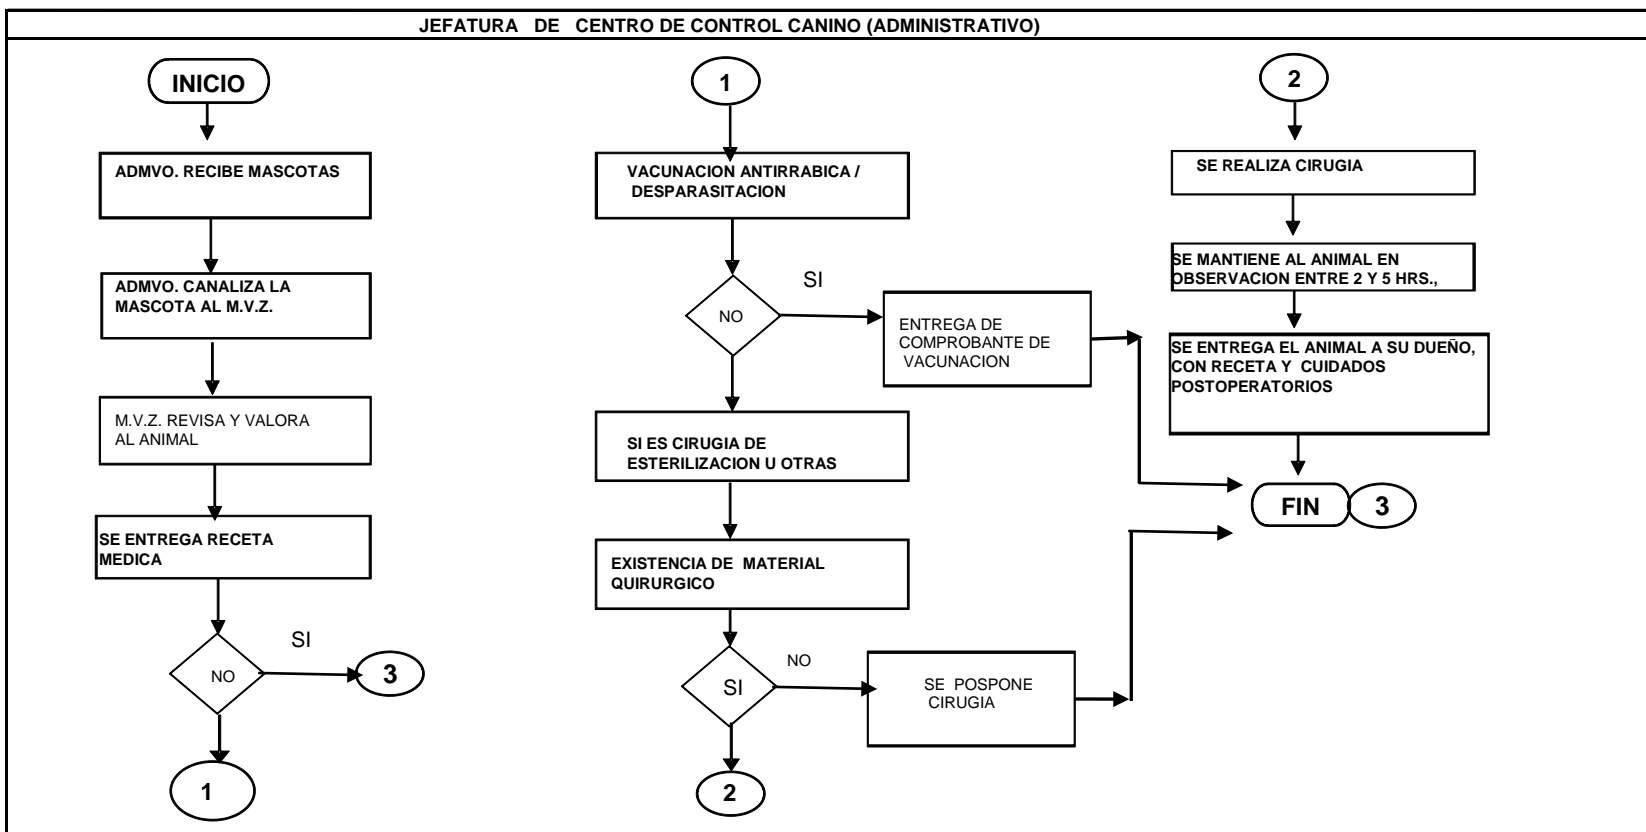 JEFATURA DE CENTRO DE CONTROL CANINO (ADMINISTRATIVO)
INICIO
ADMVO. RECIBE MASCOTAS
ADMVO. CANALIZA LA
MASCOTA AL M.V.Z.
M.V.Z. REVISA Y VALORA
AL ANIMAL
SE ENTREGA RECETA
MEDICA
NO
SI
3
1
1
VACUNACION ANTIRRABICA /
DESPARASITACION
NO
SI
ENTREGA DE
COMPROBANTE DE
VACUNACION
SI ES CIRUGIA DE
ESTERILIZACION U OTRAS
EXISTENCIA DE MATERIAL
QUIRURGICO
SI
NO
SE POSPONE
CIRUGIA
2
2
SE REALIZA CIRUGIA
SE MANTIENE AL ANIMAL EN
OBSERVACION ENTRE 2 Y 5 HRS.,
SE ENTREGA EL ANIMAL A SU DUEÑO,
CON RECETA Y CUIDADOS
POSTOPERATORIOS
FIN
3